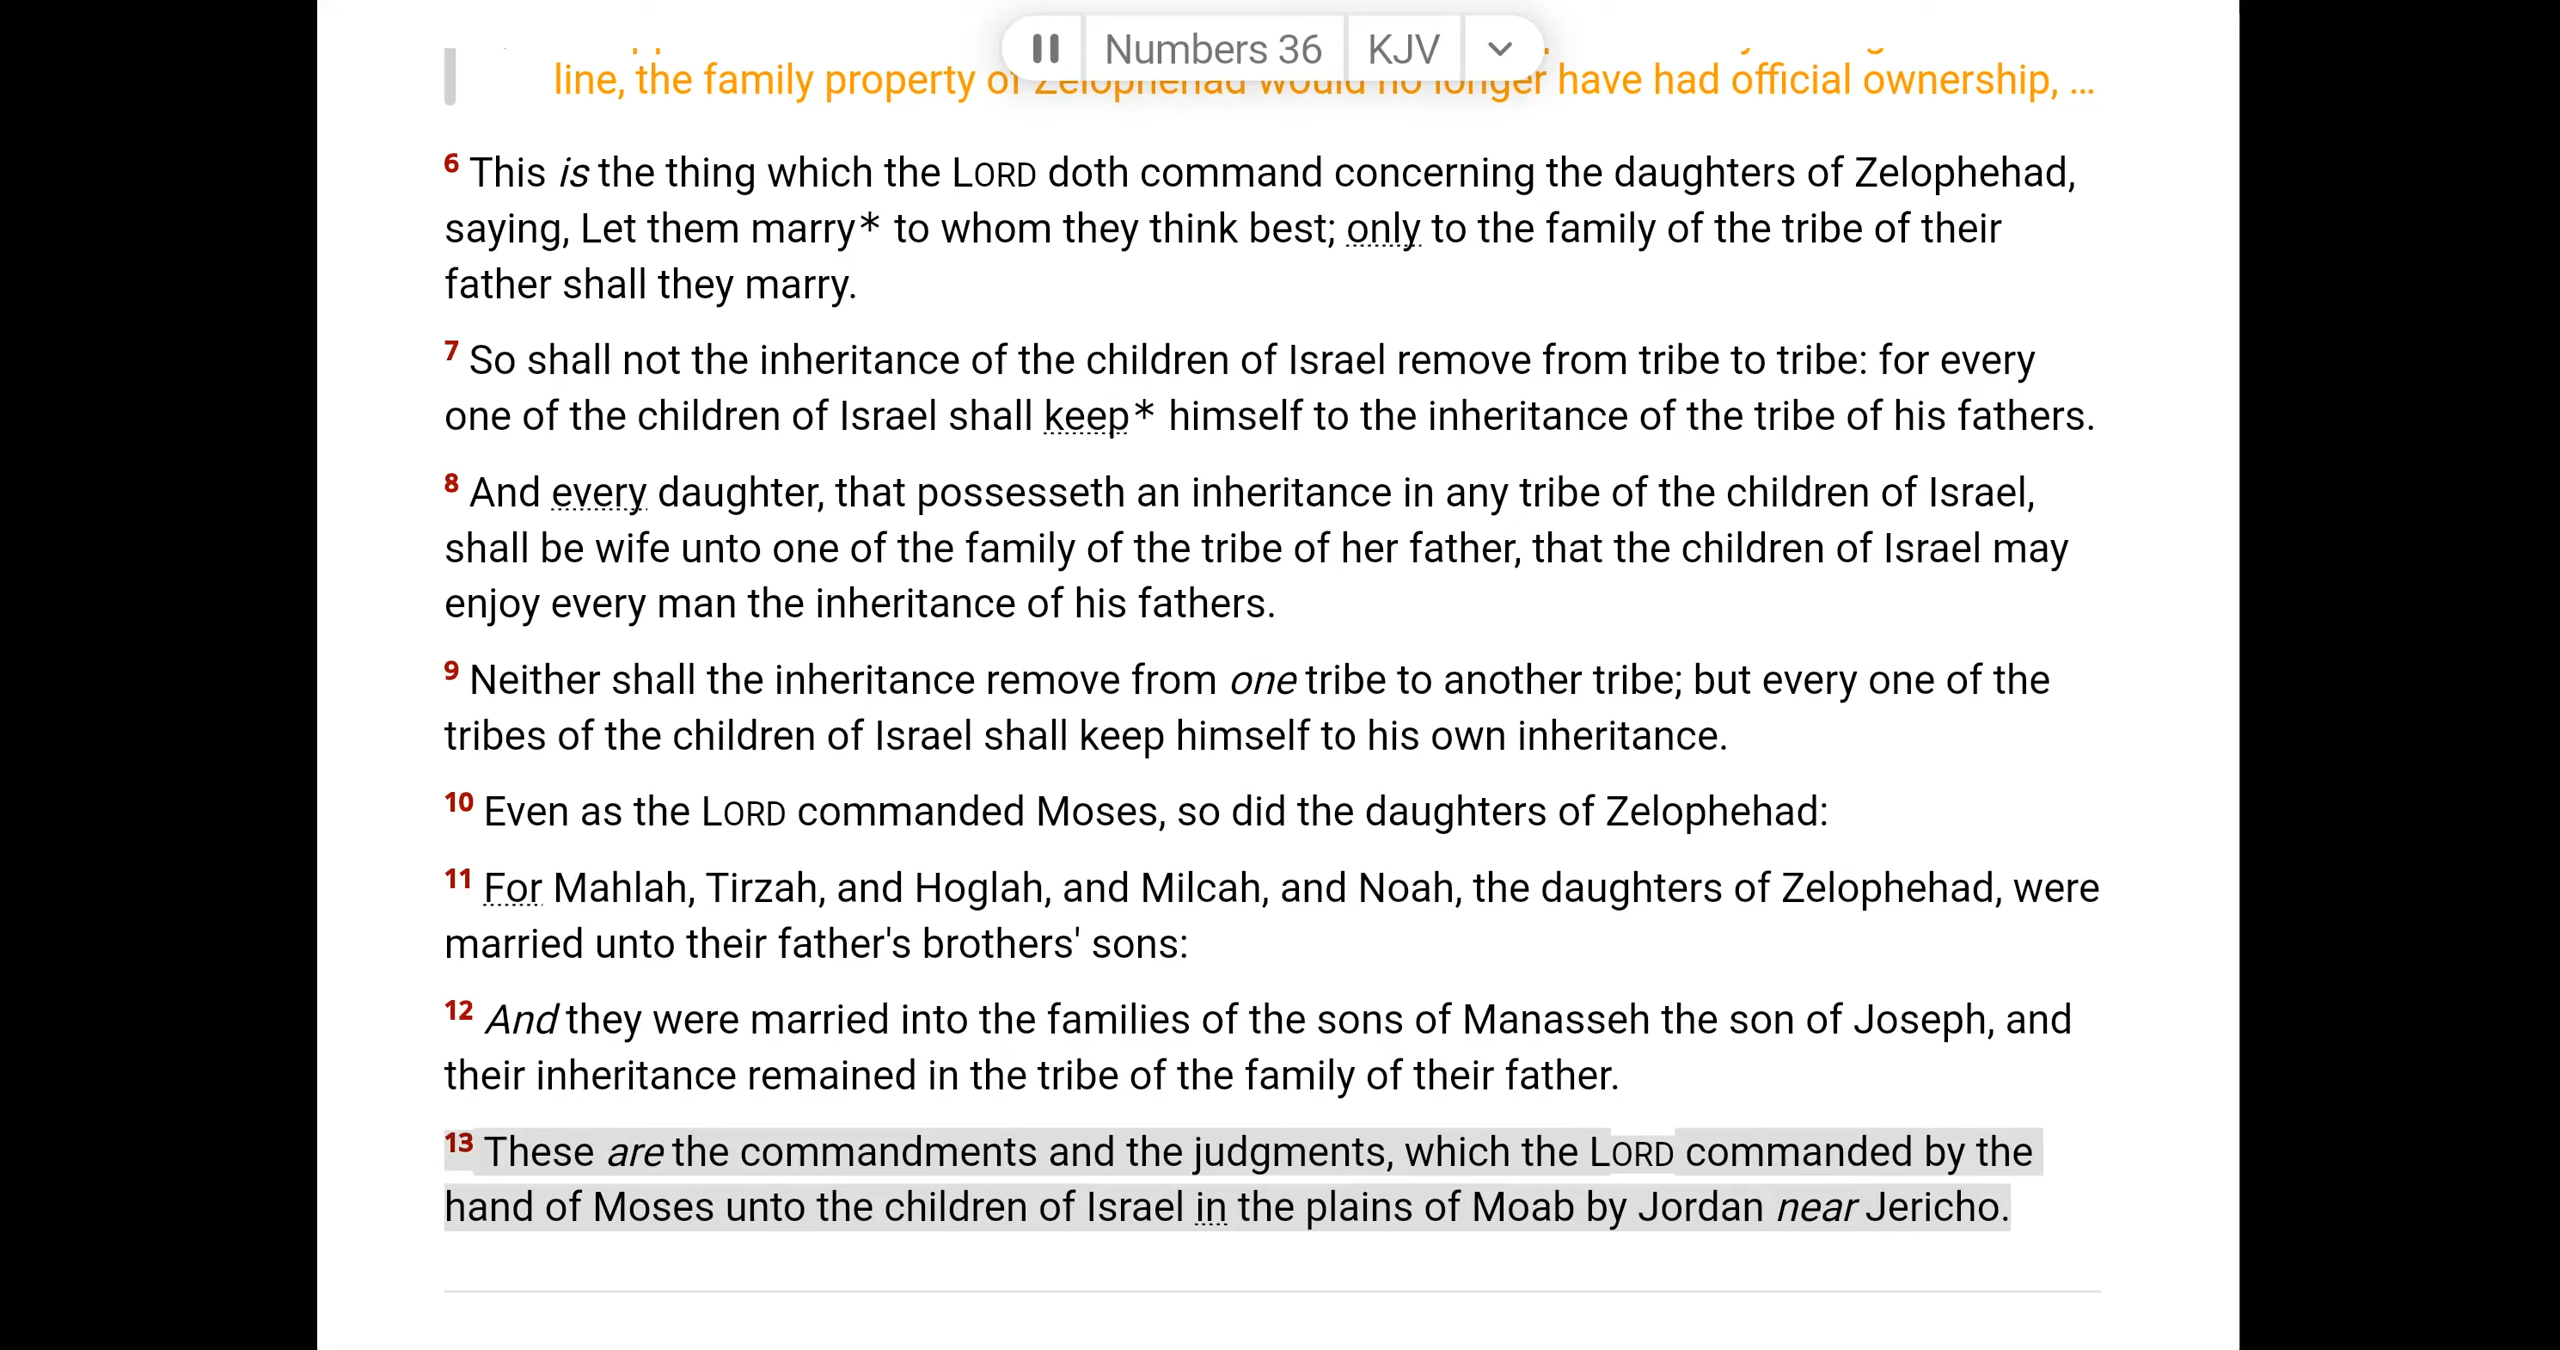 Numbers 36 KJV
line, the family property of Zelophehad would no longer have had official ownership, ...
6 This is the thing which the LORD doth command concerning the daughters of Zelophehad,
saying, Let them marry* to whom they think best; only to the family of the tribe of their
father shall they marry.
7 So shall not the inheritance of the children of Israel remove from tribe to tribe: for every
one of the children of Israel shall keep* himself to the inheritance of the tribe of his fathers.
8 And every daughter, that possesseth an inheritance in any tribe of the children of Israel,
shall be wife unto one of the family of the tribe of her father, that the children of Israel may
enjoy every man the inheritance of his fathers.
9 Neither shall the inheritance remove from one tribe to another tribe; but every one of the
tribes of the children of Israel shall keep himself to his own inheritance.
10 Even as the LORD commanded Moses, so did the daughters of Zelophehad:
11 For Mahlah, Tirzah, and Hoglah, and Milcah, and Noah, the daughters of Zelophehad, were
married unto their father's brothers' sons:
12 And they were married into the families of the sons of Manasseh the son of Joseph, and
their inheritance remained in the tribe of the family of their father.
13 These are the commandments and the judgments, which the LORD commanded by the
hand of Moses unto the children of Israel in the plains of Moab by Jordan near Jericho.